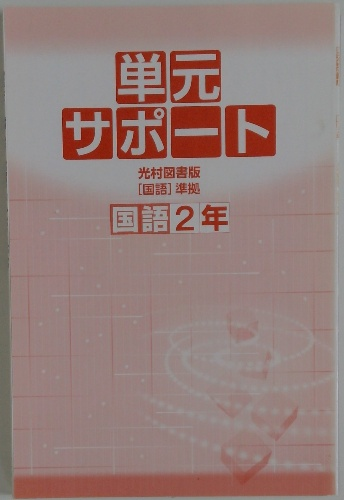 単元
サポート
光村図書版
[国語]準拠
国語2年